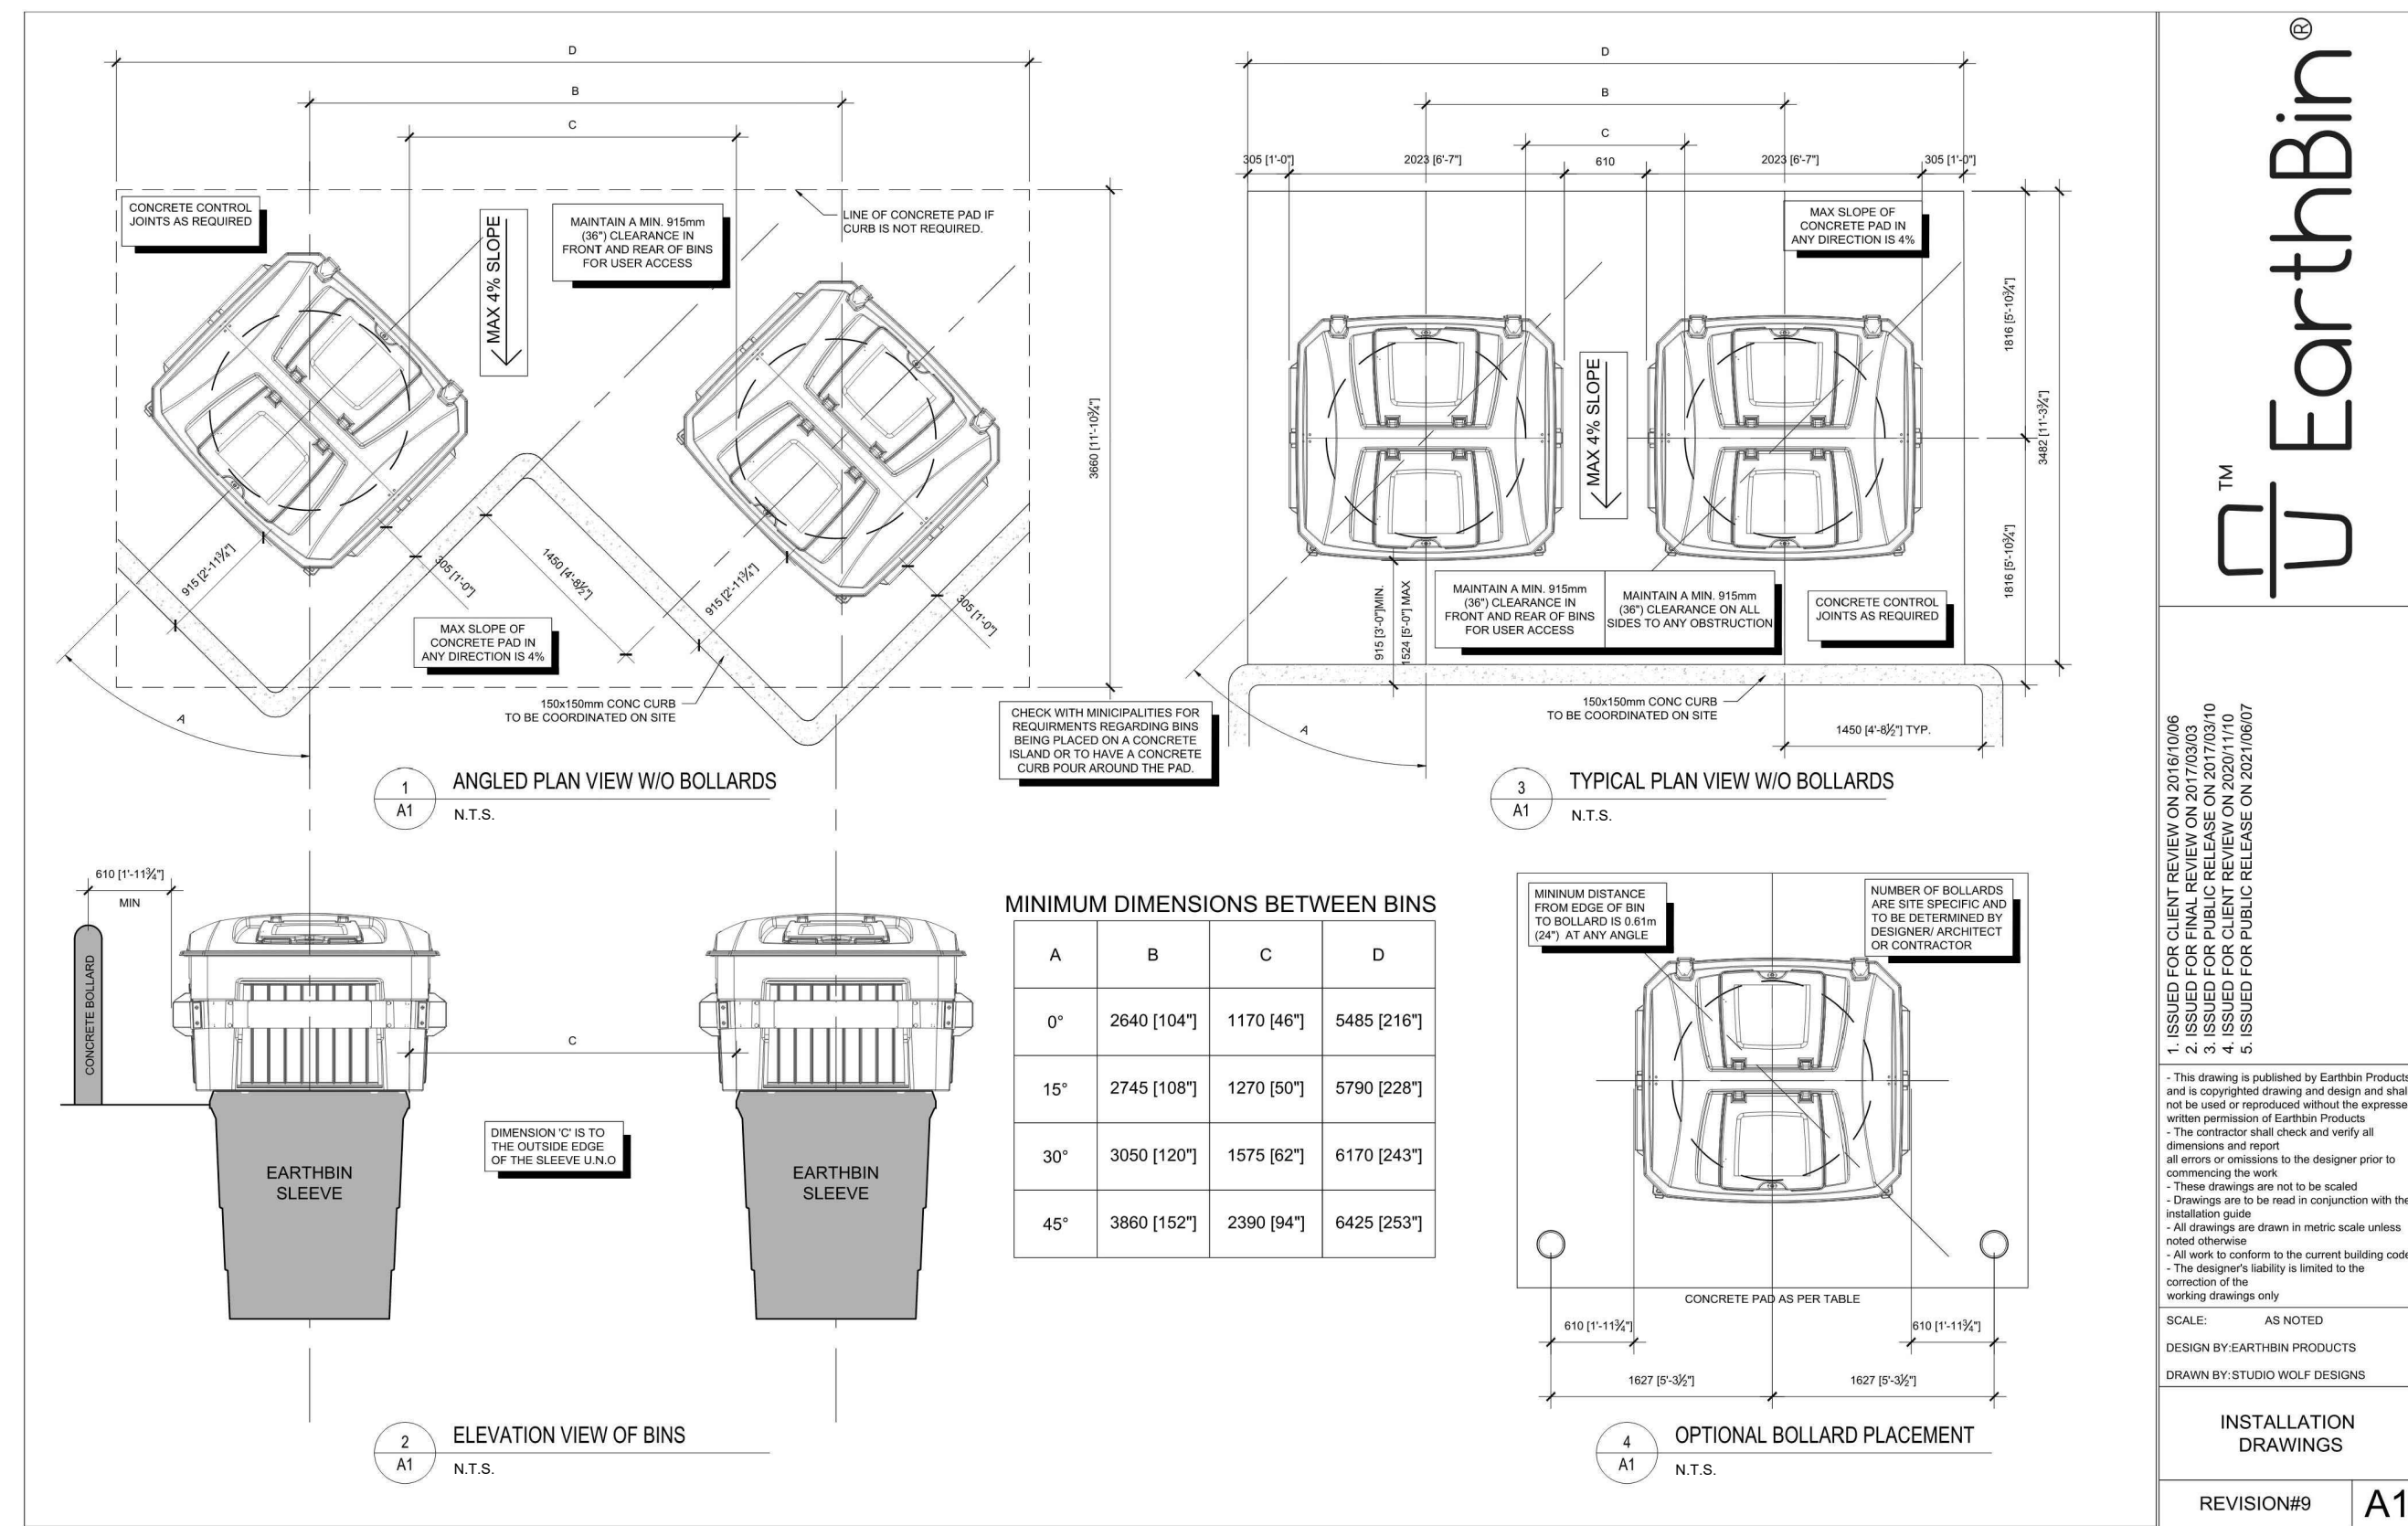 D
B
C
CONCRETE CONTROL
JOINTS AS REQUIRED
MAX 4% SLOPE
MAINTAIN A MIN. 915mm
(36") CLEARANCE IN
FRONT AND REAR OF BINS
FOR USER ACCESS
LINE OF CONCRETE PAD IF
CURB IS NOT REQUIRED.
3660 [11'-10¾"]
915 [2'-11¾"]
305 [1'-0"]
1450 [4'-8½"]
915 [2'-11¾"]
305 [1'-0"]
MAX SLOPE OF
CONCRETE PAD IN
ANY DIRECTION IS 4%
150x150mm CONC CURB
TO BE COORDINATED ON SITE
A
CHECK WITH MINICIPALITIES FOR
REQUIRMENTS REGARDING BINS
BEING PLACED ON A CONCRETE
ISLAND OR TO HAVE A CONCRETE
CURB POUR AROUND THE PAD.
1
A1
ANGLED PLAN VIEW W/O BOLLARDS
N.T.S.
D
B
C
305 [1'-0"]
2023 [6'-7"]
610
2023 [6'-7"]
305 [1'-0"]
MAX SLOPE OF
CONCRETE PAD IN
ANY DIRECTION IS 4%
MAX 4% SLOPE
1816 [5'-10¾"]
3482 [11'-3¾"]
1816 [5'-10¾"]
915 [3'-0"]MIN.
1524 [5'-0"] MAX
MAINTAIN A MIN. 915mm
(36") CLEARANCE IN
FRONT AND REAR OF BINS
FOR USER ACCESS
MAINTAIN A MIN. 915mm
(36") CLEARANCE ON ALL
SIDES TO ANY OBSTRUCTION
CONCRETE CONTROL
JOINTS AS REQUIRED
150x150mm CONC CURB
TO BE COORDINATED ON SITE
1450 [4'-8½"] TYP.
A
3
A1
TYPICAL PLAN VIEW W/O BOLLARDS
N.T.S.
610 [1'-11¾"]
MIN
CONCRETE BOLLARD
C
DIMENSION 'C' IS TO
THE OUTSIDE EDGE
OF THE SLEEVE U.N.O
EARTHBIN
SLEEVE
EARTHBIN
SLEEVE
2
A1
ELEVATION VIEW OF BINS
N.T.S.
MINIMUM DIMENSIONS BETWEEN BINS
A B C D
0° 2640 [104"] 1170 [46"] 5485 [216"]
15° 2745 [108"] 1270 [50"] 5790 [228"]
30° 3050 [120"] 1575 [62"] 6170 [243"]
45° 3860 [152"] 2390 [94"] 6425 [253"]
MININUM DISTANCE
FROM EDGE OF BIN
TO BOLLARD IS 0.61m
(24") AT ANY ANGLE
NUMBER OF BOLLARDS
ARE SITE SPECIFIC AND
TO BE DETERMINED BY
DESIGNER/ ARCHITECT
OR CONTRACTOR
CONCRETE PAD AS PER TABLE
610 [1'-11¾"]
610 [1'-11¾"]
1627 [5'-3½"]
1627 [5'-3½"]
4
A1
OPTIONAL BOLLARD PLACEMENT
N.T.S.
TM EarthBin®
1. ISSUED FOR CLIENT REVIEW ON 2016/10/06
2. ISSUED FOR FINAL REVIEW ON 2017/03/03
3. ISSUED FOR PUBLIC RELEASE ON 2017/03/10
4. ISSUED FOR CLIENT REVIEW ON 2020/11/10
5. ISSUED FOR PUBLIC RELEASE ON 2021/06/07
- This drawing is published by Earthbin Products
and is copyrighted drawing and design and shal
not be used or reproduced without the expresse
written permission of Earthbin Products
- The contractor shall check and verify all
dimensions and report
all errors or omissions to the designer prior to
commencing the work
- These drawings are not to be scaled
- Drawings are to be read in conjunction with the
installation guide
- All drawings are drawn in metric scale unless
noted otherwise
- All work to conform to the current building code
- The designer's liability is limited to the
correction of the
working drawings only
SCALE: AS NOTED
DESIGN BY:EARTHBIN PRODUCTS
DRAWN BY:STUDIO WOLF DESIGNS
INSTALLATION
DRAWINGS
REVISION#9
A1